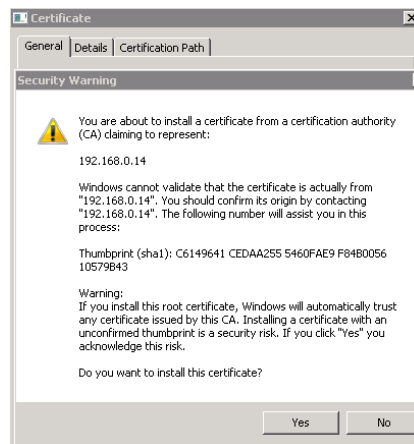 Certificate
General Details Certification Path
Security Warning
You are about to install a certificate from a certification authority
(CA) claiming to represent:
192.168.0.14
Windows cannot validate that the certificate is actually from
"192.168.0.14". You should confirm its origin by contacting
"192.168.0.14". The following number will assist you in this
process:
Thumbprint (sha1): C6149641 CEDAA255 5460FAE9 F84B0056
10579B43
Warning:
If you install this root certificate, Windows will automatically trust
any certificate issued by this CA. Installing a certificate with an
unconfirmed thumbprint is a security risk. If you click "Yes" you
acknowledge this risk.
Do you want to install this certificate?
Yes No